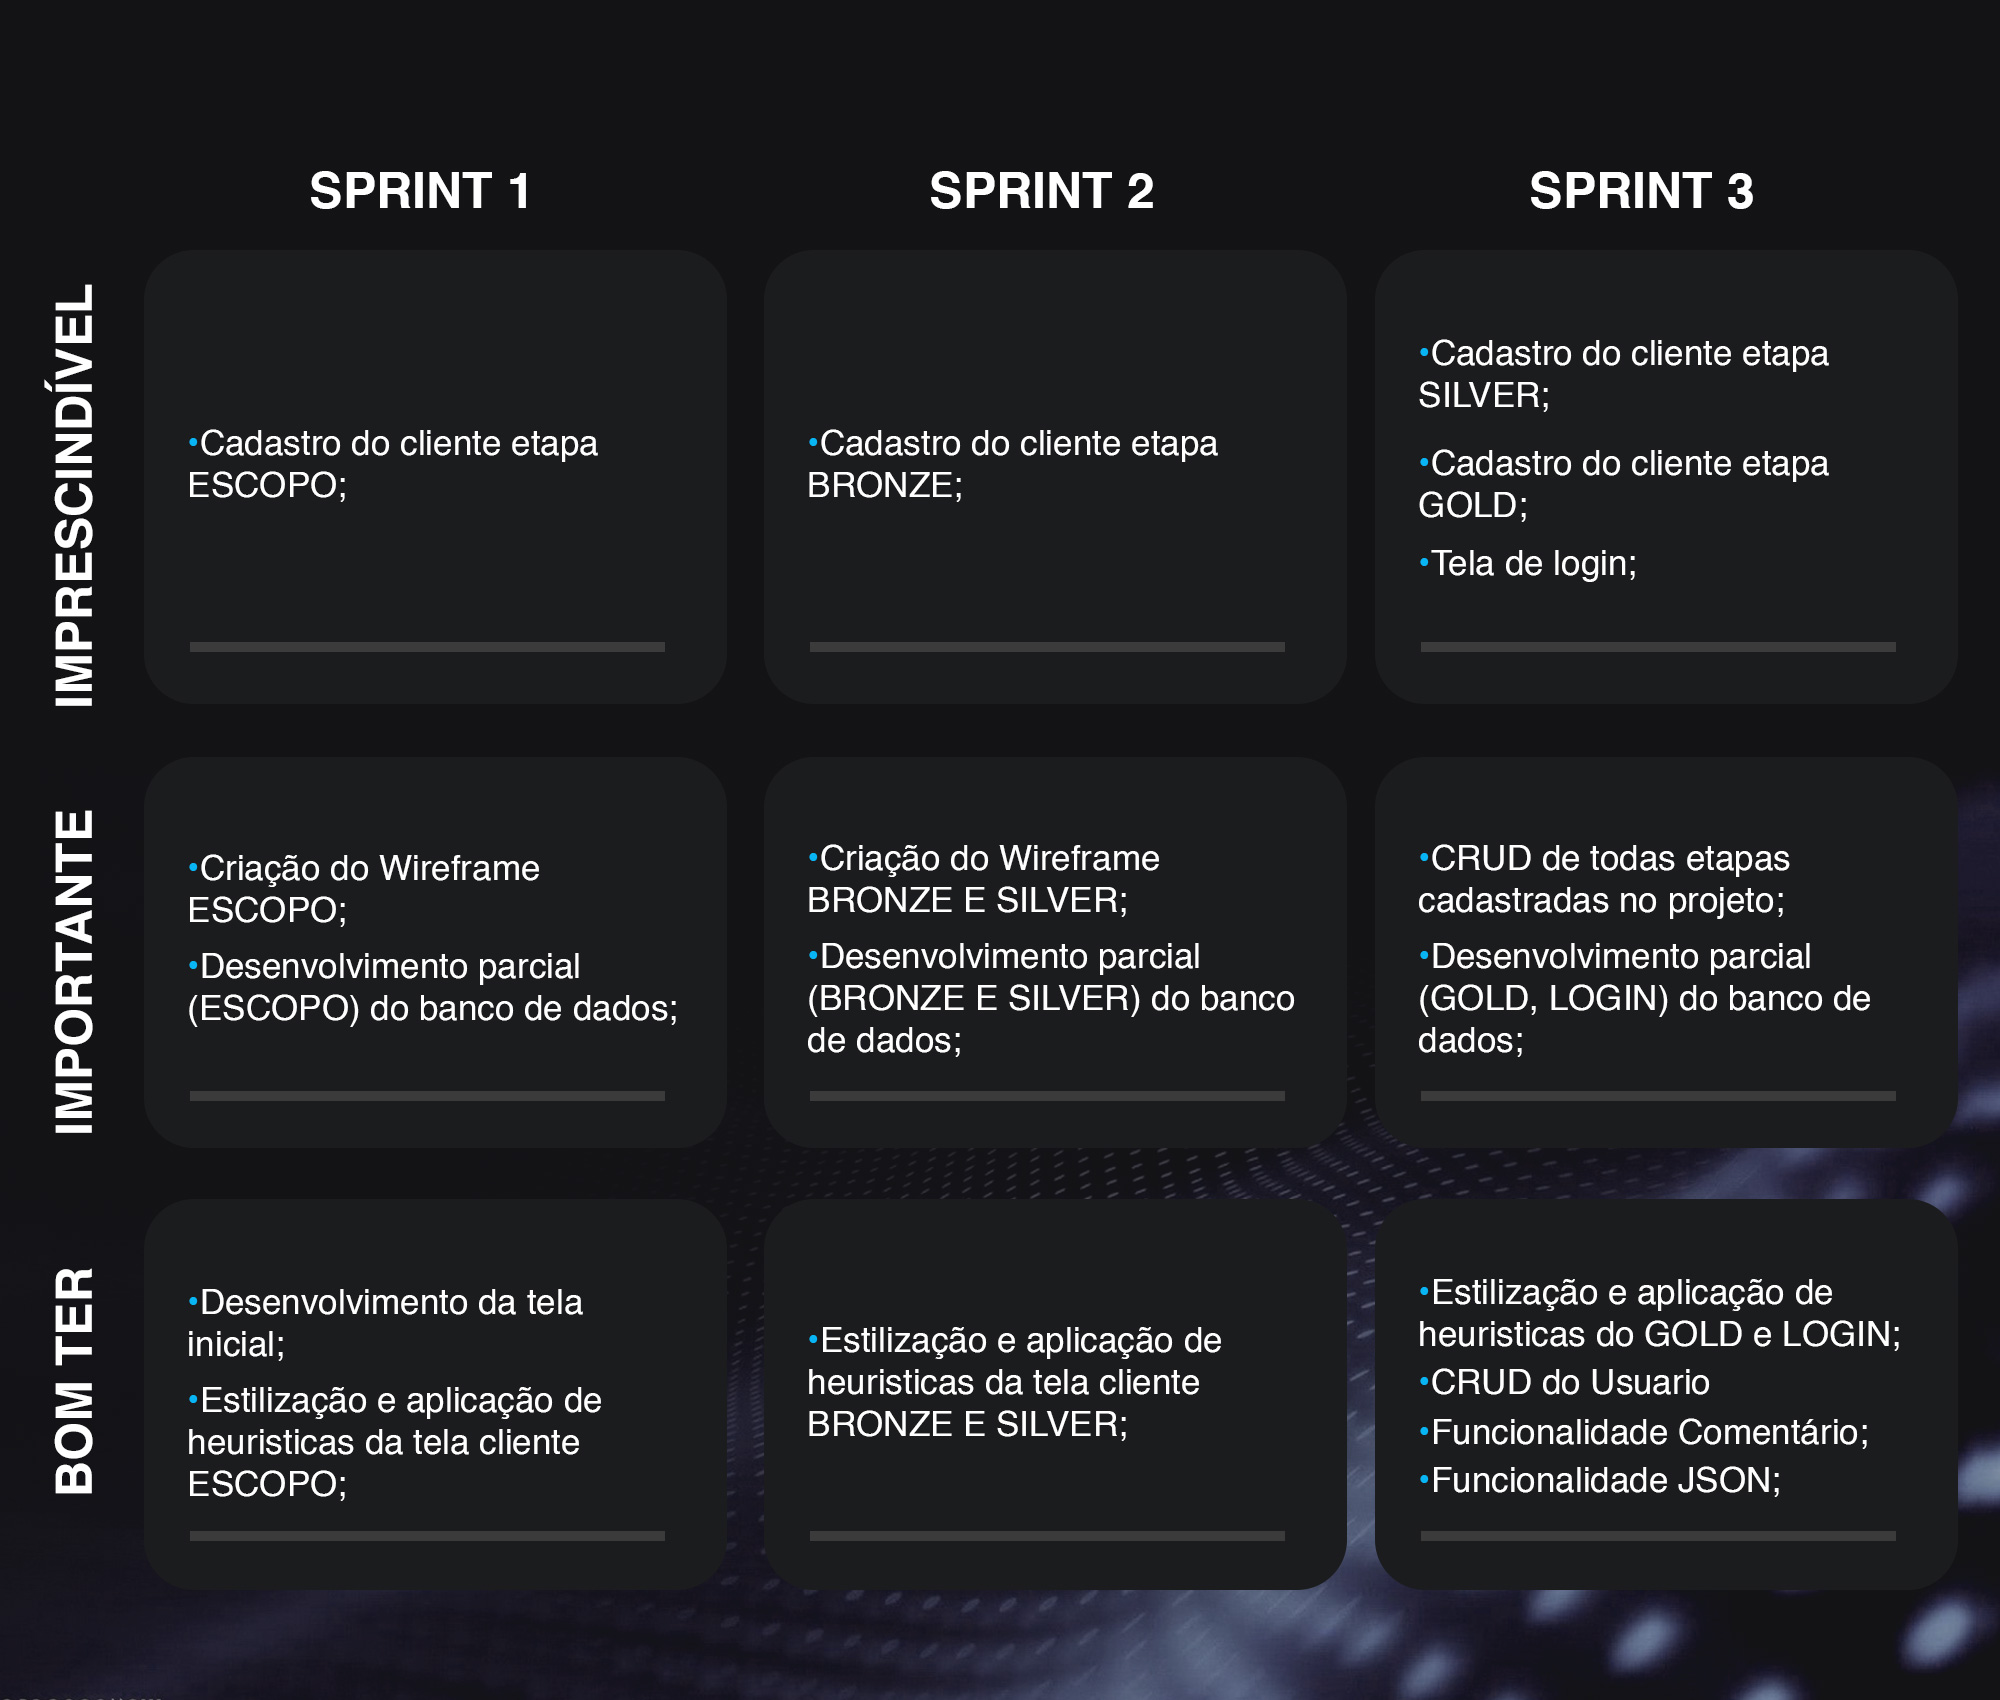 SPRINT 1
SPRINT 2
SPRINT 3
IMPRESCINDÍVEL
•Cadastro do cliente etapa
ESCOPO;
•Cadastro do cliente etapa
BRONZE;
•Cadastro do cliente etapa
SILVER;
•Cadastro do cliente etapa
GOLD;
•Tela de login;
IMPORTANTE
•Criação do Wireframe
ESCOPO;
•Desenvolvimento parcial
(ESCOPO) do banco de dados;
•Criação do Wireframe
BRONZE E SILVER;
•Desenvolvimento parcial
(BRONZE E SILVER) do banco
de dados;
•CRUD de todas etapas
cadastradas no projeto;
•Desenvolvimento parcial
(GOLD, LOGIN) do banco de
dados;
BOM TER
•Desenvolvimento da tela
inicial;
•Estilização e aplicação de
heuristicas da tela cliente
ESCOPO;
•Estilização e aplicação de
heuristicas da tela cliente
BRONZE E SILVER;
•Estilização e aplicação de
heuristicas do GOLD e LOGIN;
•CRUD do Usuario
•Funcionalidade Comentário;
•Funcionalidade JSON;